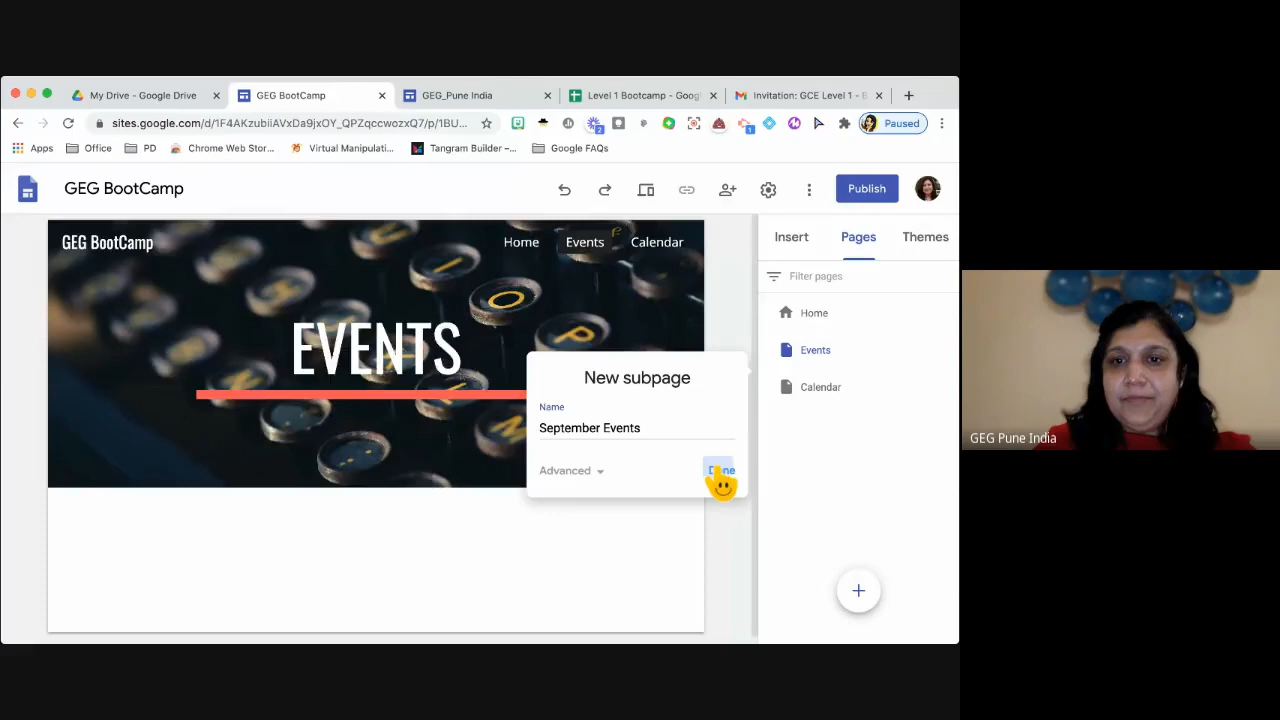 My Drive - Google Drive
GEG BootCamp
GEG_Pune India
Level 1 Bootcamp - Goog
Invitation: GCE Level 1 - B
sites.google.com/d/1F4AKzubiiAVxDa9jxOY_QPZqccwozxQ7/p/1BU...
2
1
Paused
Apps
Office
PD
Chrome Web Stor...
Virtual Manipulati...
Tangram Builder –...
Google FAQs
GEG BootCamp
Publish
GEG BootCamp
Home
Events
Calendar
Insert
Pages
Themes
Filter pages
Home
Events
Calendar
EVENTS
New subpage
Name
September Events
Advanced
Done
GEG Pune India